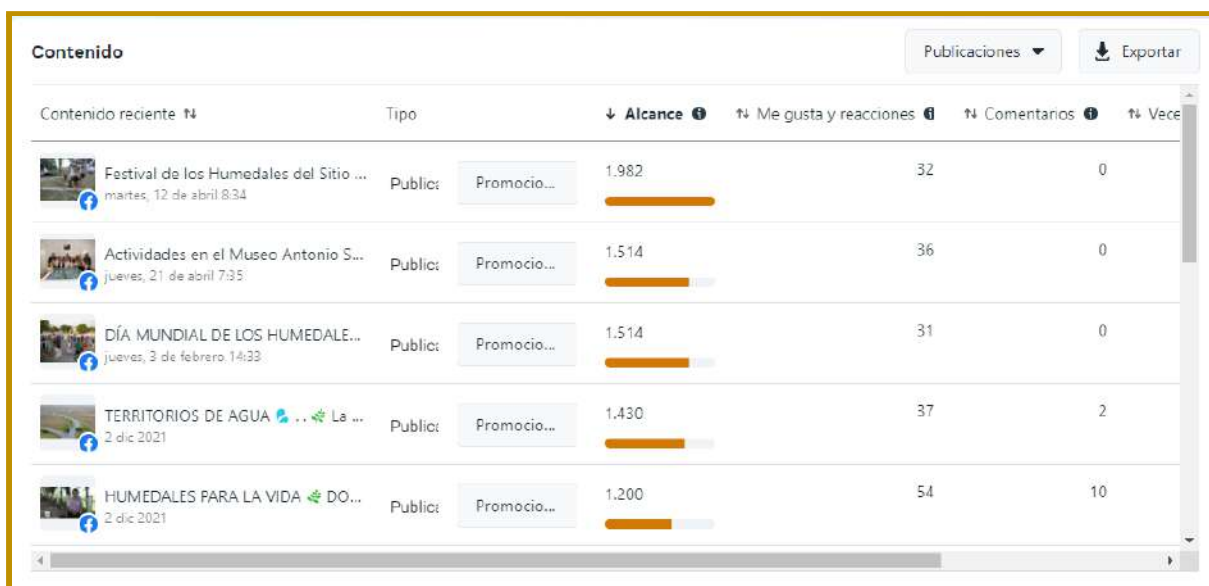 Contenido
Publicaciones
Exportar
Contenido reciente
Tipo
Alcance
Me gusta y reacciones
Comentarios
Vece
Festival de los Humedales del Sitio ...
martes, 12 de abril 8:34
Public
Promocio...
1.982
32
0
Actividades en el Museo Antonio S...
jueves, 21 de abril 7:35
Public
Promocio...
1.514
36
0
DÍA MUNDIAL DE LOS HUMEDALE...
jueves, 3 de febrero 14:33
Public
Promocio...
1.514
31
0
TERRITORIOS DE AGUA 💦 . . 🌿 La ...
2 dic 2021
Public
Promocio...
1.430
37
2
HUMEDALES PARA LA VIDA 🌿 DO...
2 dic 2021
Public
Promocio...
1.200
54
10